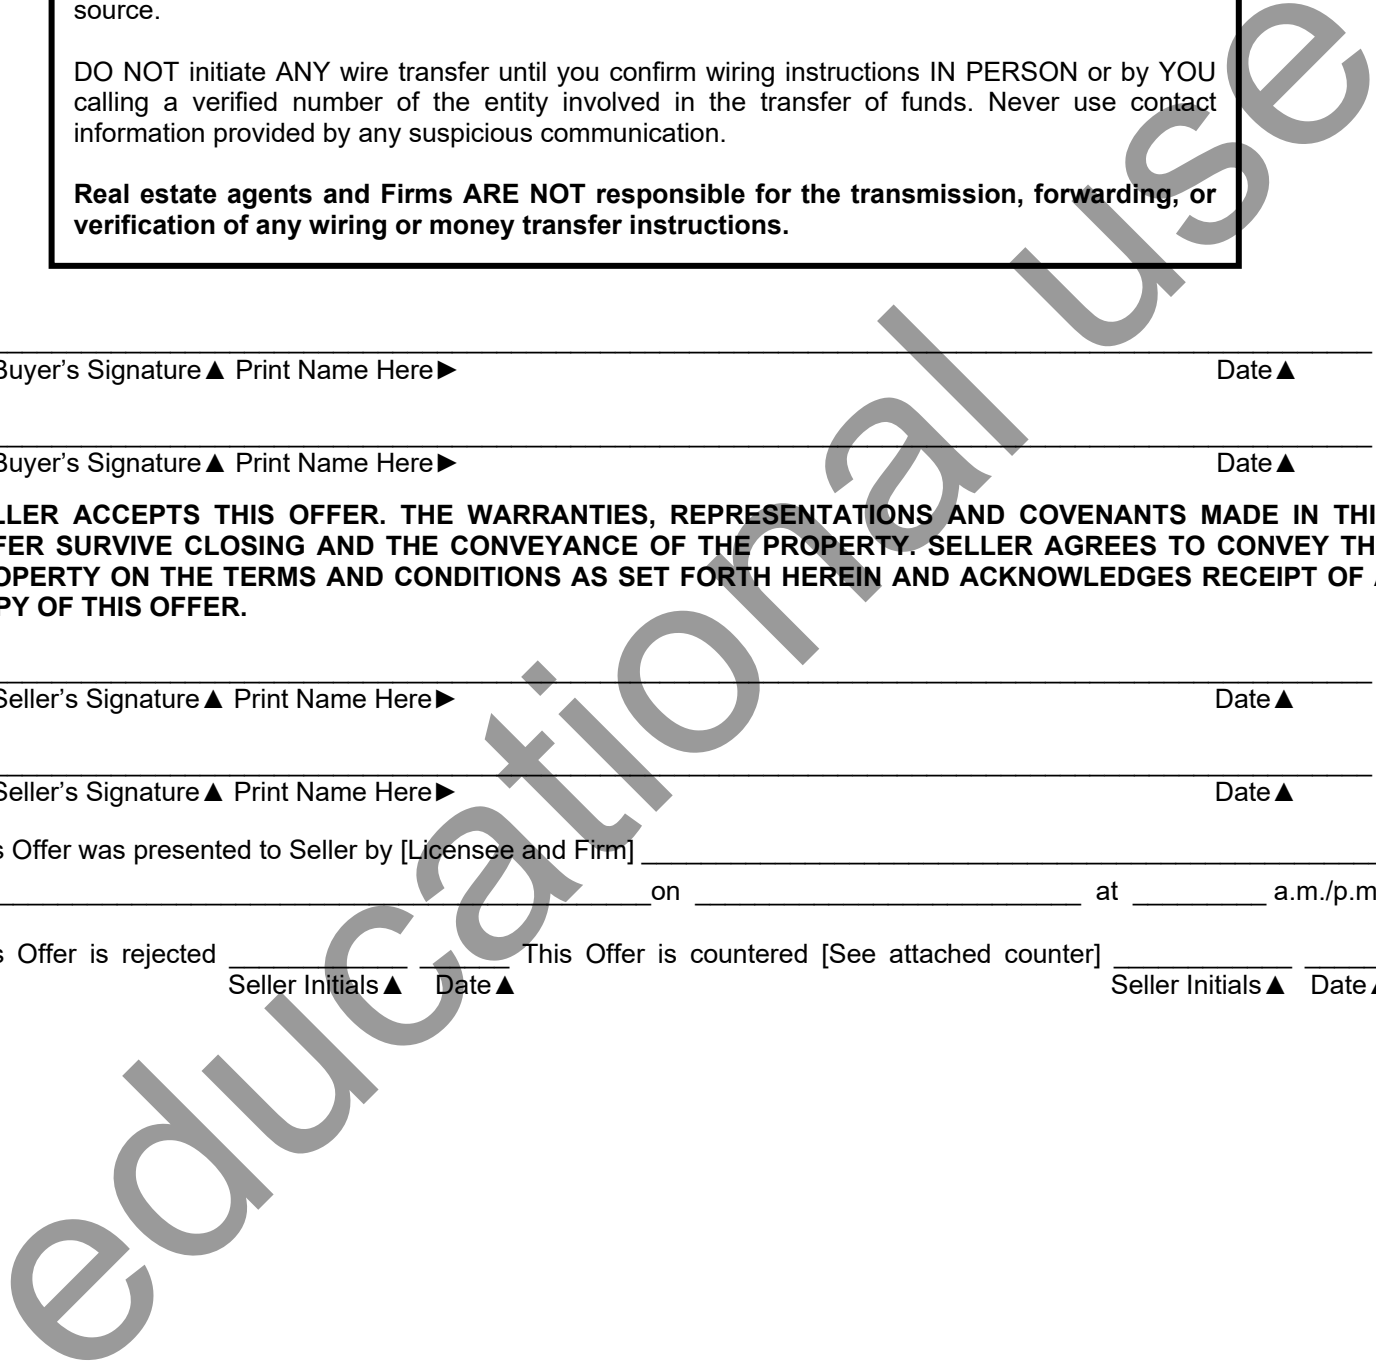 source.
DO NOT initiate ANY wire transfer until you confirm wiring instructions IN PERSON or by YOU
calling a verified number of the entity involved in the transfer of funds. Never use contact
information provided by any suspicious communication.
Real estate agents and Firms ARE NOT responsible for the transmission, forwarding, or
verification of any wiring or money transfer instructions.
Buyer’s Signature▲ Print Name Here► Date▲
Buyer’s Signature▲ Print Name Here► Date▲
LLER ACCEPTS THIS OFFER. THE WARRANTIES, REPRESENTATIONS AND COVENANTS MADE IN THI
FER SURVIVE CLOSING AND THE CONVEYANCE OF THE PROPERTY. SELLER AGREES TO CONVEY TH
OPERTY ON THE TERMS AND CONDITIONS AS SET FORTH HEREIN AND ACKNOWLEDGES RECEIPT OF A
PY OF THIS OFFER.
Seller’s Signature▲ Print Name Here► Date▲
Seller’s Signature▲ Print Name Here► Date▲
s Offer was presented to Seller by [Licensee and Firm] ____
____on ____ at ____ a.m./p.m
s Offer is rejected ____ ____ This Offer is countered [See attached counter] ____ ____
Seller Initials▲ Date▲ Seller Initials▲ Date▲
educational use